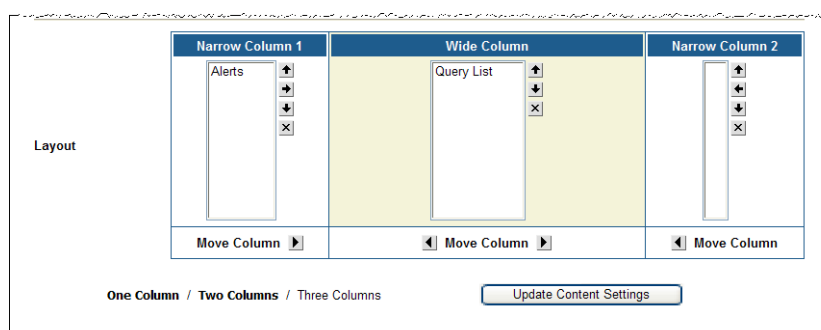 Narrow Column 1 Wide Column Narrow Column 2
Alerts Query List
Layout
Move Column Move Column Move Column
One Column / Two Columns / Three Columns Update Content Settings